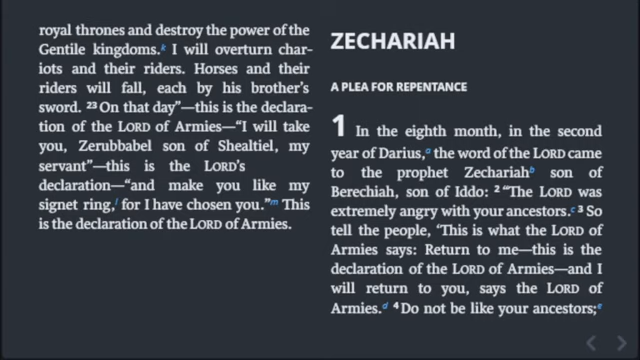 royal thrones and destroy the power of the
Gentile kingdoms.k I will overturn char-
iots and their riders. Horses and their
riders will fall, each by his brother's
sword. 23 On that day”—this is the declara-
tion of the LORD of Armies—“I will take
you, Zerubbabel son of Shealtiel, my
servant”—this is the LORD's
declaration—“and make you like my
signet ring,l for I have chosen you.”m This
is the declaration of the LORD of Armies.
ZECHARIAH
A PLEA FOR REPENTANCE
1 In the eighth month, in the second
year of Darius,a the word of the LORD came
to the prophet Zechariahb son of
Berechiah, son of Iddo: 2 “The LORD was
extremely angry with your ancestors.c 3 So
tell the people, ‘This is what the LORD of
Armies says: Return to me—this is the
declaration of the LORD of Armies—and I
will return to you, says the LORD of
Armies.d 4 Do not be like your ancestors;e